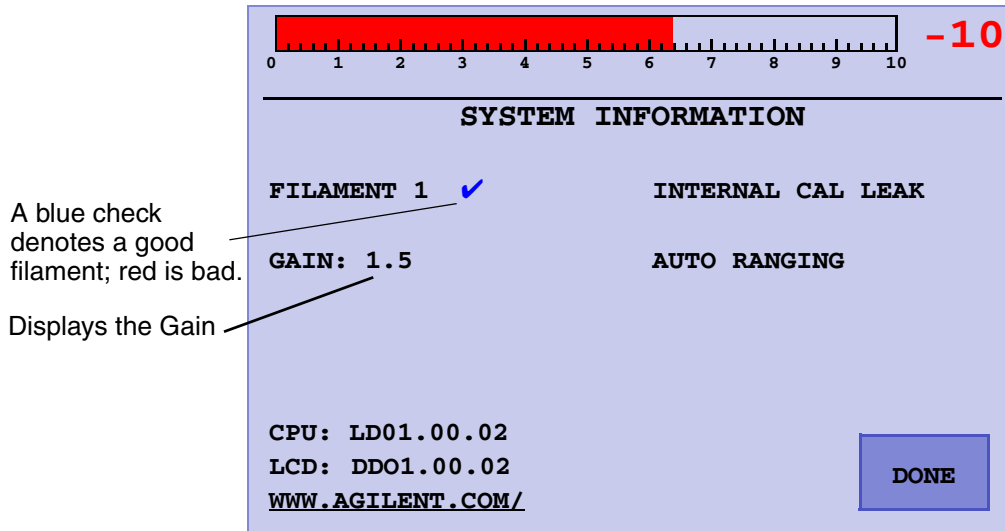 -10
0 1 2 3 4 5 6 7 8 9 10
SYSTEM INFORMATION
FILAMENT 1 ✔ INTERNAL CAL LEAK
A blue check
denotes a good
filament; red is bad.
GAIN: 1.5 AUTO RANGING
Displays the Gain
CPU: LD01.00.02
LCD: DDO1.00.02
WWW.AGILENT.COM/
DONE